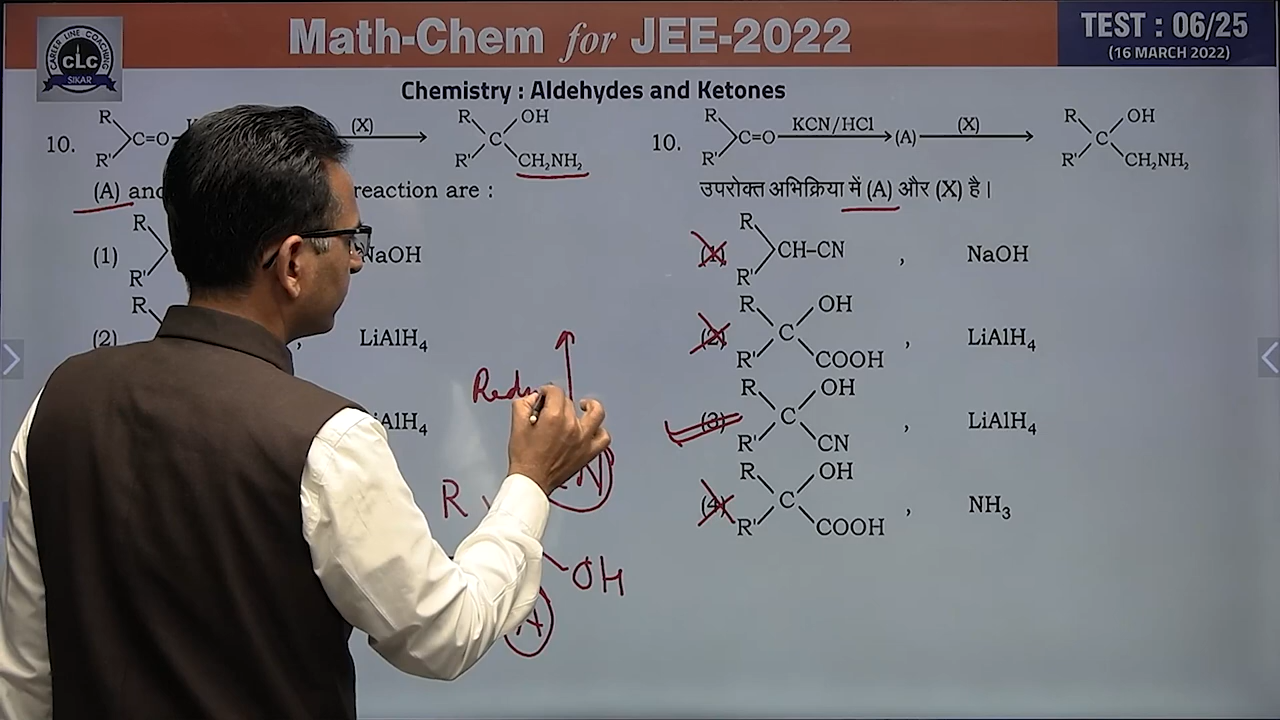 CAREER LINE COACHING
CLC
SIKAR
Math-Chem for JEE-2022
TEST : 06/25
(16 MARCH 2022)
Chemistry : Aldehydes and Ketones
10.
R
R'
C=O
(X)
R
OH
C
R'
CH₂NH₂
(A) and
reaction are :
(1)
R
R'
NaOH
(2)
R
,
LiAlH₄
iAlH₄
Redu
R
OH
A
10.
R
R'
C=O
KCN/HCl
(A)
(X)
R
OH
C
R'
CH₂NH₂
उपरोक्त अभिक्रिया में (A) और (X) है।
(1)
R
R'
CH–CN
,
NaOH
(2)
R
OH
C
R'
COOH
,
LiAlH₄
(3)
R
OH
C
R'
CN
,
LiAlH₄
(4)
R
OH
C
R'
COOH
,
NH₃